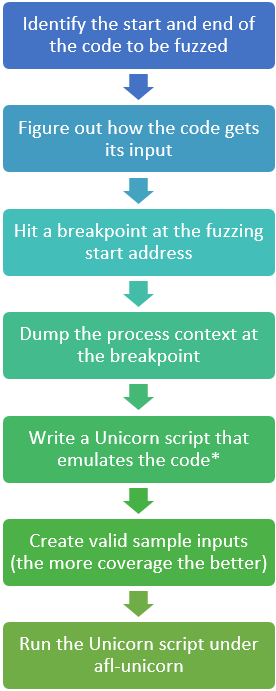 Identify the start and end of
the code to be fuzzed
Figure out how the code gets
its input
Hit a breakpoint at the fuzzing
start address
Dump the process context at
the breakpoint
Write a Unicorn script that
emulates the code*
Create valid sample inputs
(the more coverage the better)
Run the Unicorn script under
afl-unicorn